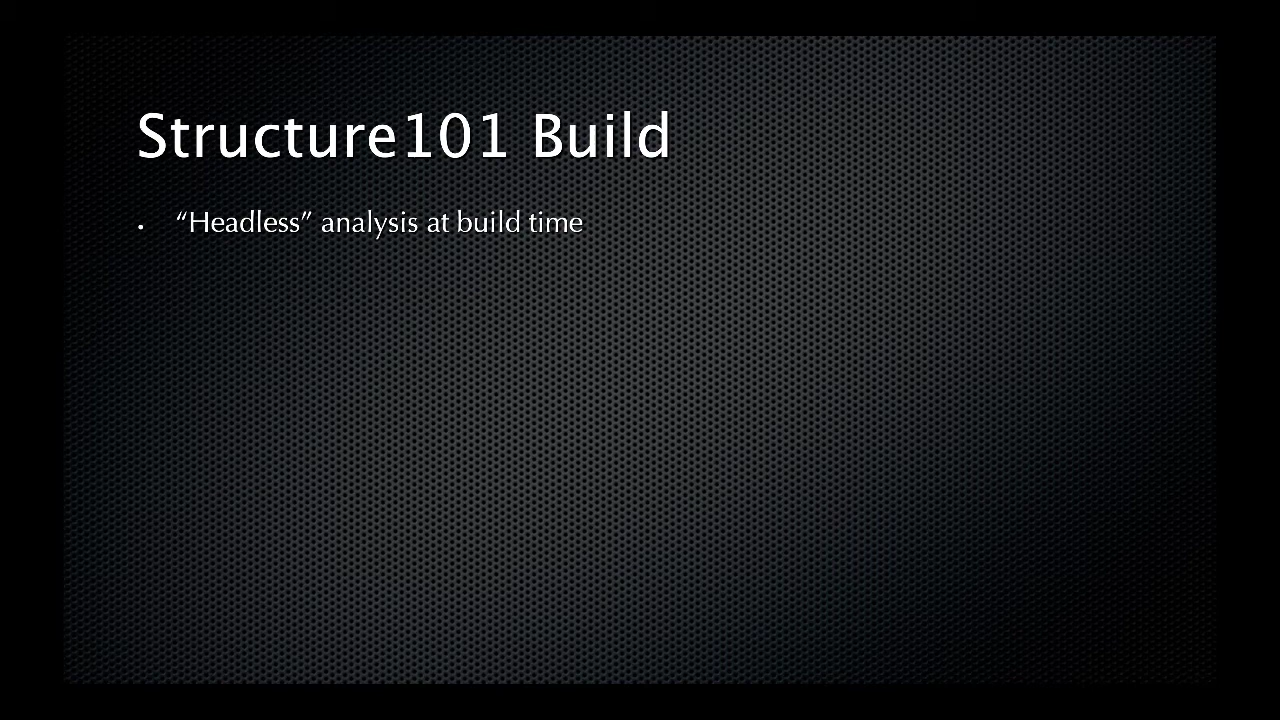 Structure101 Build
• “Headless” analysis at build time